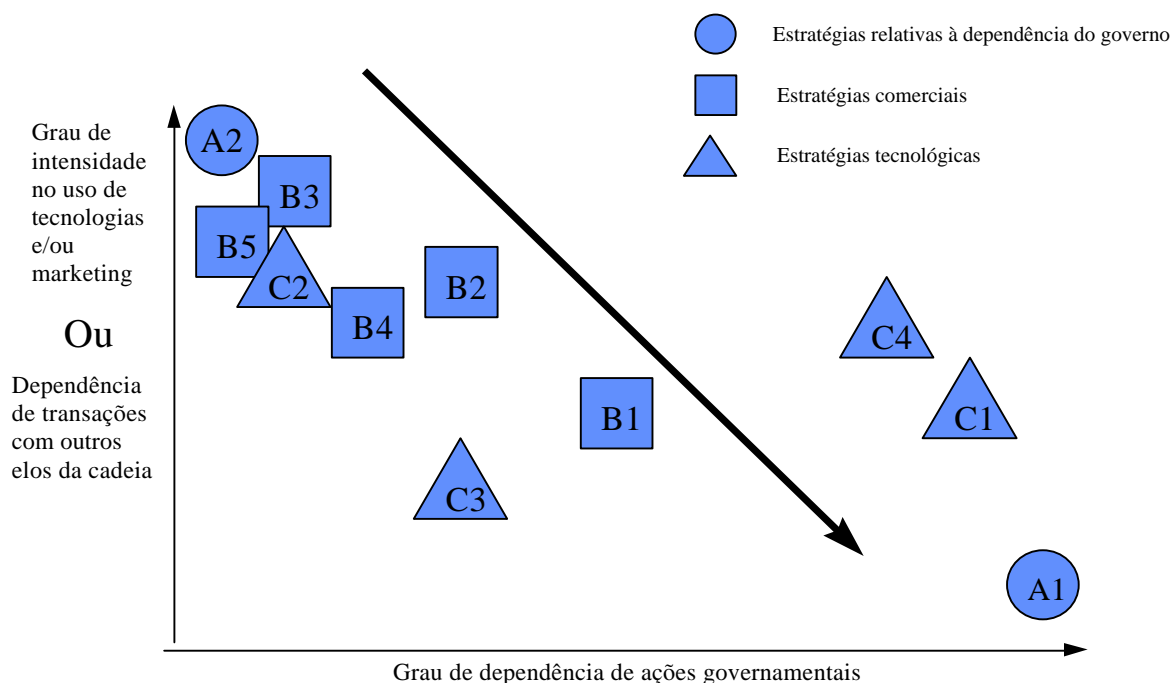 Estratégias relativas à dependência do governo
Estratégias comerciais
Estratégias tecnológicas
Grau de
intensidade
no uso de
tecnologias
e/ou
marketing
Ou
Dependência
de transações
com outros
elos da cadeia
A2
B3
B5
C2
B2
B4
C4
B1
C1
C3
A1
Grau de dependência de ações governamentais